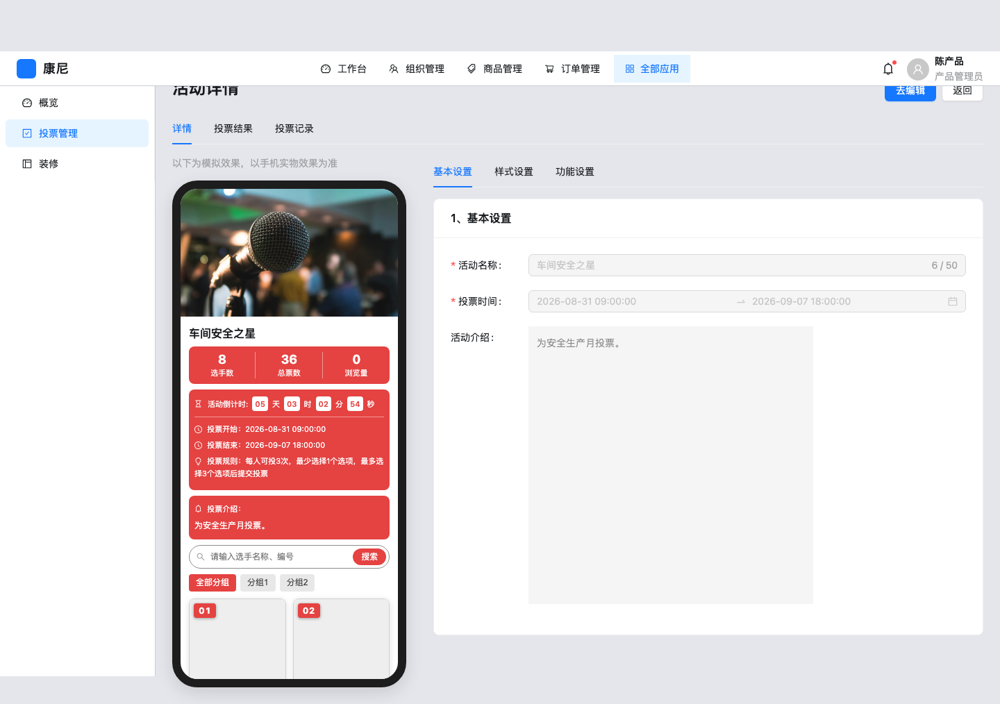 康尼
工作台
组织管理
商品管理
订单管理
全部应用
陈产品
产品管理员
概览
投票管理
装修
活动详情
去编辑
返回
详情
投票结果
投票记录
以下为模拟效果，以手机实物效果为准
车间安全之星
8
选手数
36
总票数
0
浏览量
活动倒计时: 05 天 03 时 02 分 54 秒
投票开始：2026-08-31 09:00:00
投票结束：2026-09-07 18:00:00
投票规则：每人可投3次，最少选择1个选项，最多选
择3个选项后提交投票
投票介绍：
为安全生产月投票。
请输入选手名称、编号
搜索
全部分组
分组1
分组2
01
02
基本设置
样式设置
功能设置
1、基本设置
* 活动名称:
车间安全之星
6 / 50
* 投票时间:
2026-08-31 09:00:00
2026-09-07 18:00:00
活动介绍:
为安全生产月投票。